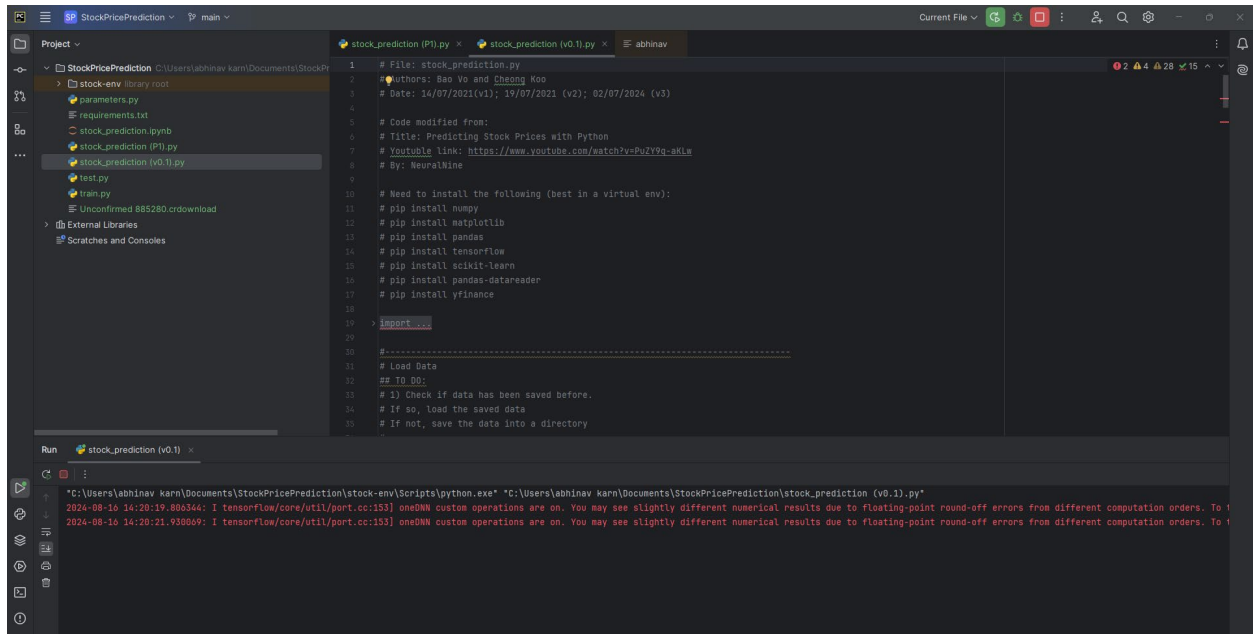 PC SP StockPricePrediction main Current File
Project
stock_prediction (P1).py × stock_prediction (v0.1).py × abhinav
StockPricePrediction C:\Users\abhinav karn\Documents\StockPr
stock-env library root
parameters.py
requirements.txt
stock_prediction.ipynb
stock_prediction (P1).py
stock_prediction (v0.1).py
test.py
train.py
Unconfirmed 885280.crdownload
External Libraries
Scratches and Consoles
2 4 28 15
1 # File: stock_prediction.py
2 # Authors: Bao Vo and Cheong Koo
3 # Date: 14/07/2021(v1); 19/07/2021 (v2); 02/07/2024 (v3)
4
5 # Code modified from:
6 # Title: Predicting Stock Prices with Python
7 # Youtuble link: https://www.youtube.com/watch?v=PuZY9q-aKLw
8 # By: NeuralNine
9
10 # Need to install the following (best in a virtual env):
11 # pip install numpy
12 # pip install matplotlib
13 # pip install pandas
14 # pip install tensorflow
15 # pip install scikit-learn
16 # pip install pandas-datareader
17 # pip install yfinance
18
19 import ...
29
30 #------------------------------------------------------------------------------
31 # Load Data
32 ## TO DO:
33 # 1) Check if data has been saved before.
34 # If so, load the saved data
35 # If not, save the data into a directory
Run stock_prediction (v0.1) ×
"C:\Users\abhinav karn\Documents\StockPricePrediction\stock-env\Scripts\python.exe" "C:\Users\abhinav karn\Documents\StockPricePrediction\stock_prediction (v0.1).py"
2024-08-16 14:20:19.806344: I tensorflow/core/util/port.cc:153] oneDNN custom operations are on. You may see slightly different numerical results due to floating-point round-off errors from different computation orders. To
2024-08-16 14:20:21.930069: I tensorflow/core/util/port.cc:153] oneDNN custom operations are on. You may see slightly different numerical results due to floating-point round-off errors from different computation orders. To